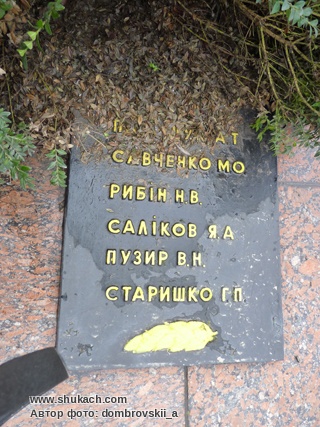 САВЧЕНКО М.О
РИБІН Н.В.
САЛІКОВ Я.А
ПУЗИР В.Н.
СТАРИШКО Г.П.
www.shukach.com
Автор фото: dombrovskii_a